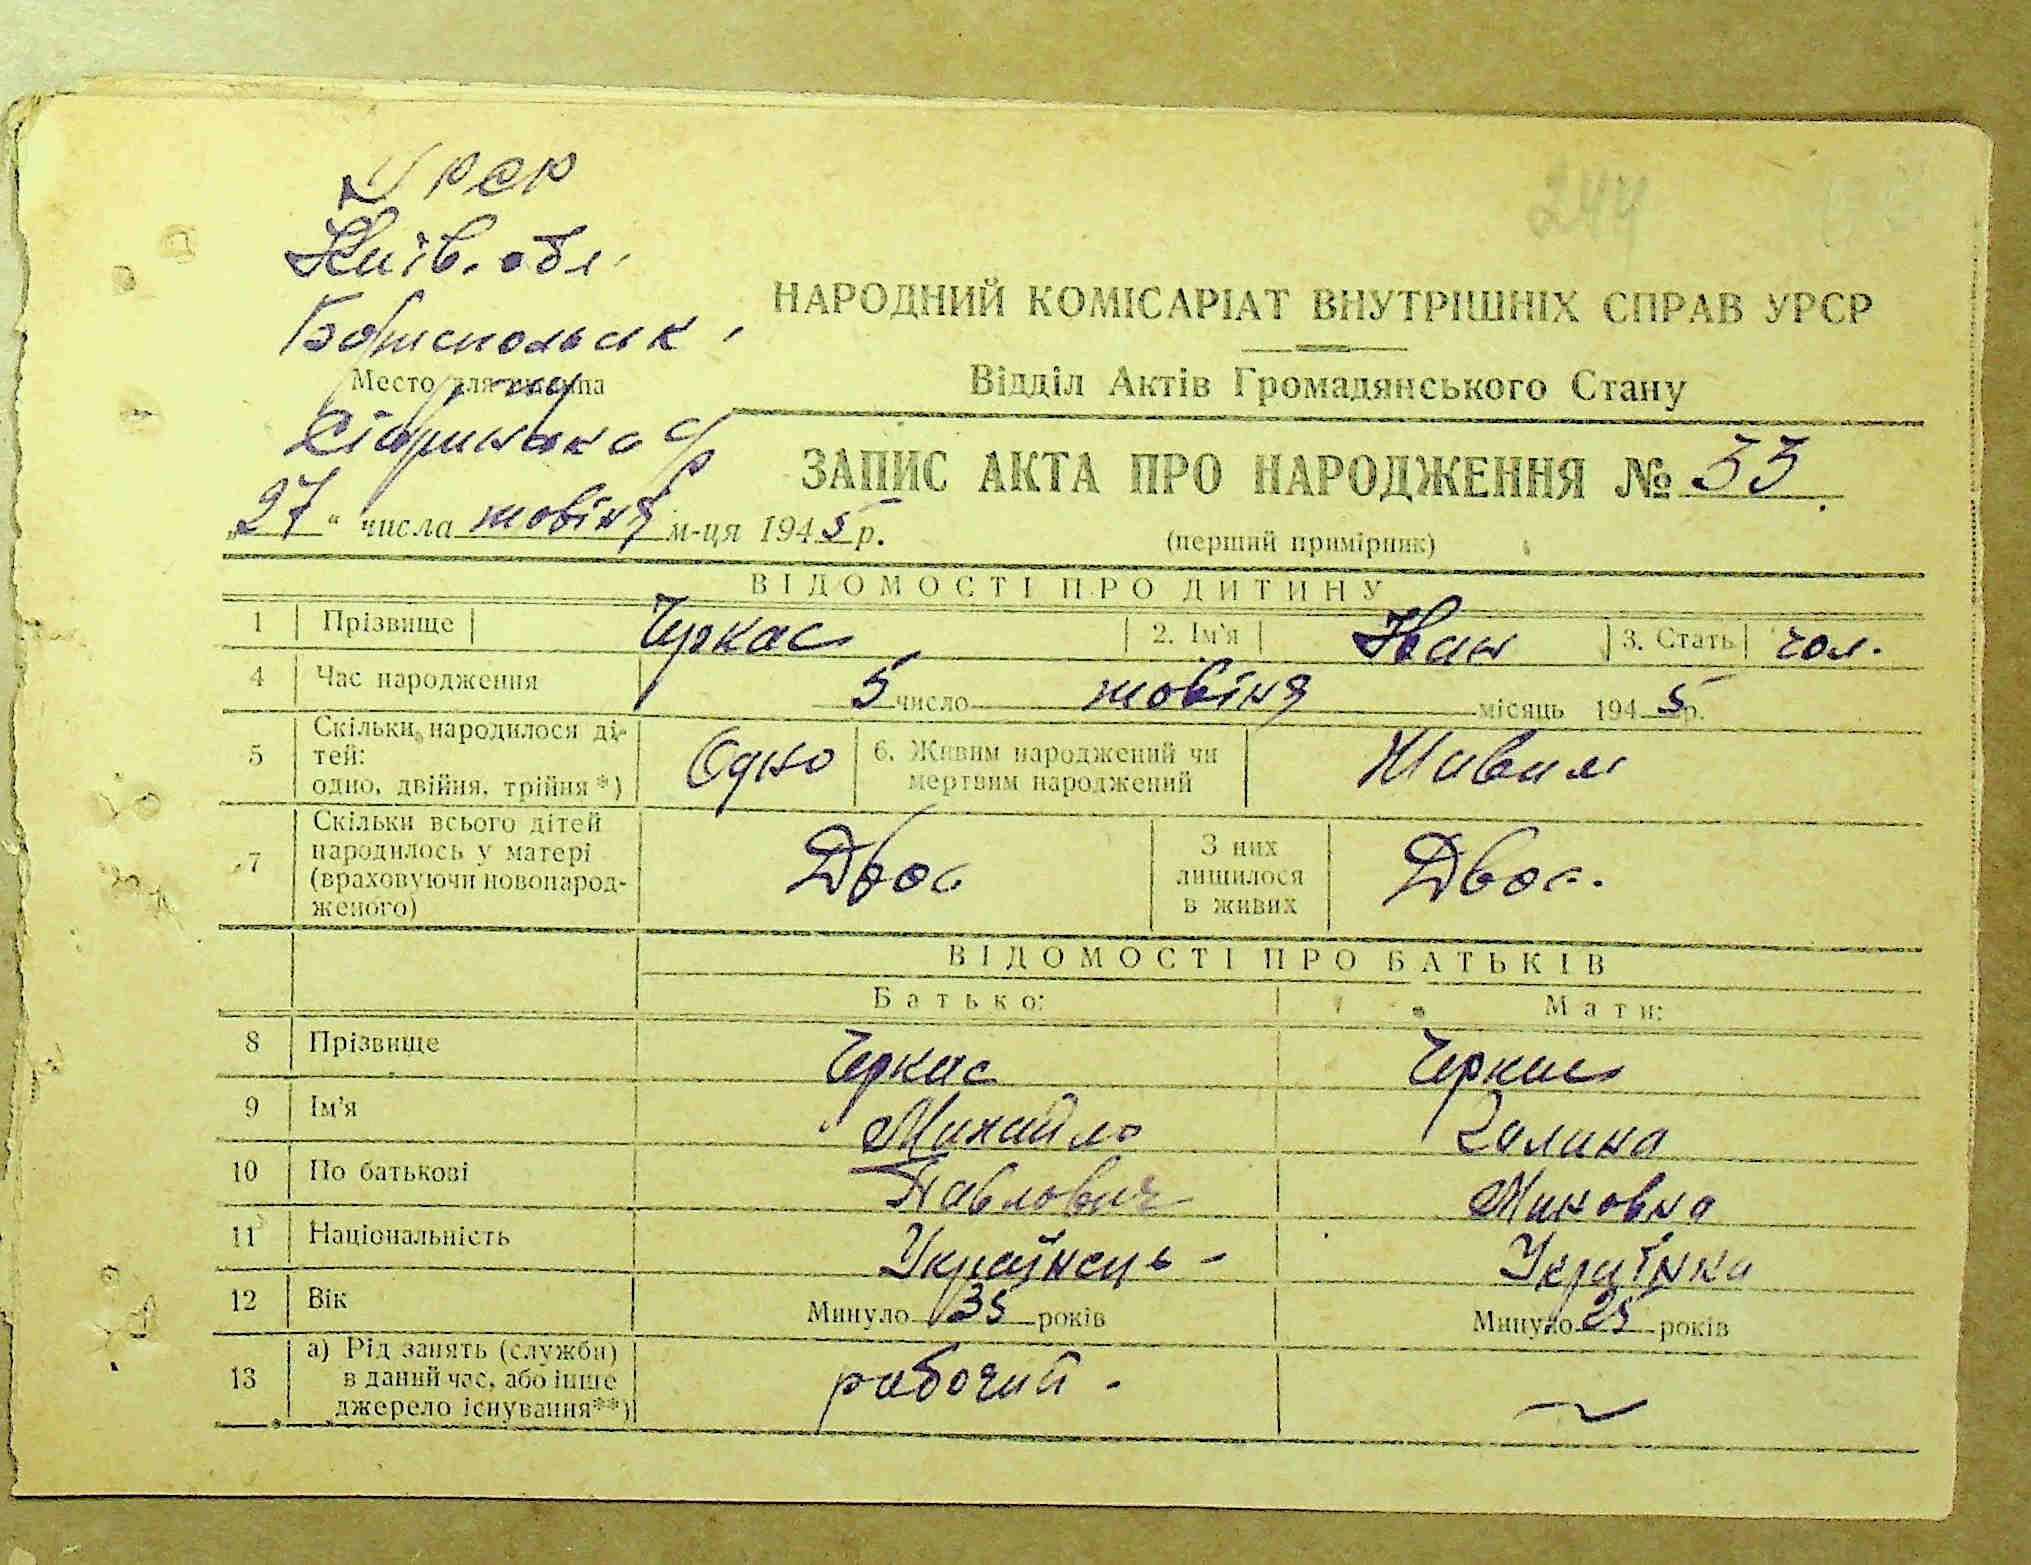 УРСР
244
Київ. обл.
НАРОДНИЙ КОМІСАРІАТ ВНУТРІШНІХ СПРАВ УРСР
Бориспольськ
Место для штампа
Відділ Актів Громадянського Стану
ЗАПИС АКТА ПРО НАРОДЖЕННЯ № 33
„27“ числа жовтня м-ця 1945 р.
(перший примірник)
ВІДОМОСТІ ПРО ДИТИНУ
1 Прізвище Черкас 2. Ім'я Іван 3. Стать чол.
4 Час народження 5 число жовтня місяць 1945 р.
5 Скільки народилося ді-
тей:
одно, двійня, трійня*) Одно 6. Живим народжений чи
мертвим народжений Живим
7 Скільки всього дітей
народилось у матері
(враховуючи новонарод-
женого) Двоє З них
лишилося
в живих Двоє.
ВІДОМОСТІ ПРО БАТЬКІВ
Батько: Мати:
8 Прізвище Черкас Черкас
9 Ім'я Михайло Галина
10 По батькові Павлович
11 Національність Українець - Українка
12 Вік Минуло 35 років Минуло 25 років
13 а) Рід занять (служби)
в даний час, або інше
джерело існування**) рабочий -